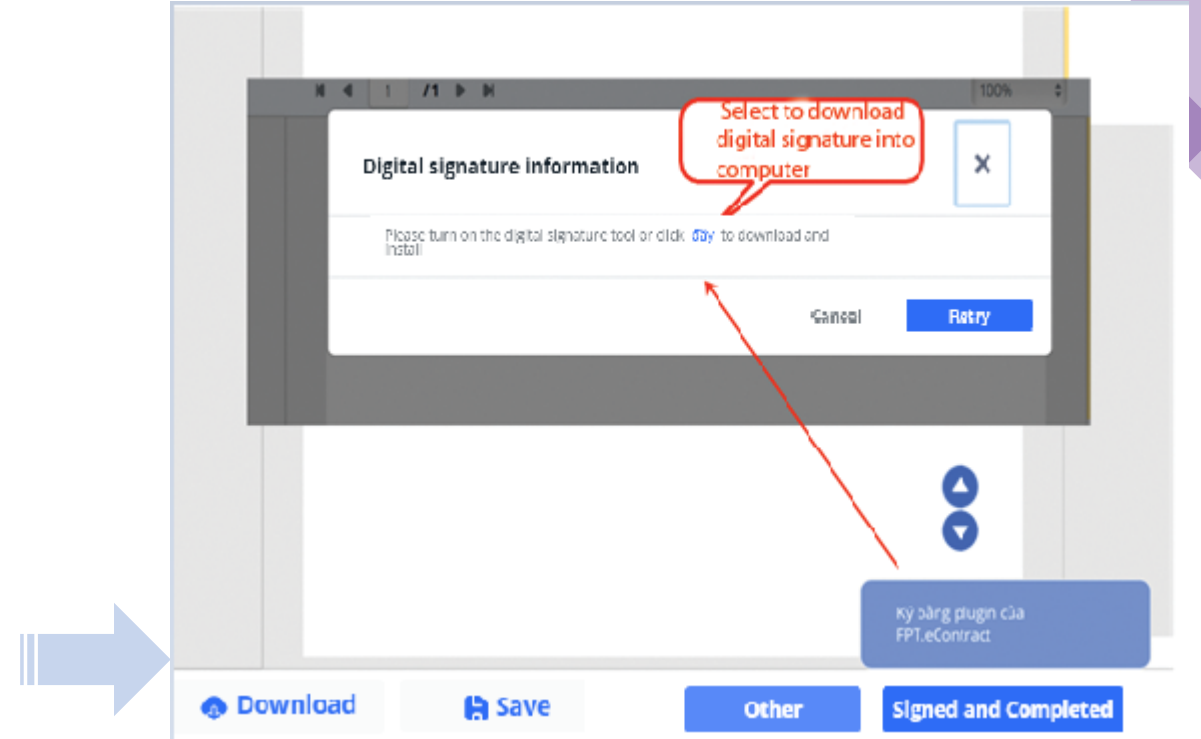 1 /1 100%
Select to download
digital signature into
computer
Digital signature information
Please turn on the digital signature tool or click đây to download and
install
Cancel Retry
Ký bằng plugin của
FPT.eContract
Download Save Other Signed and Completed